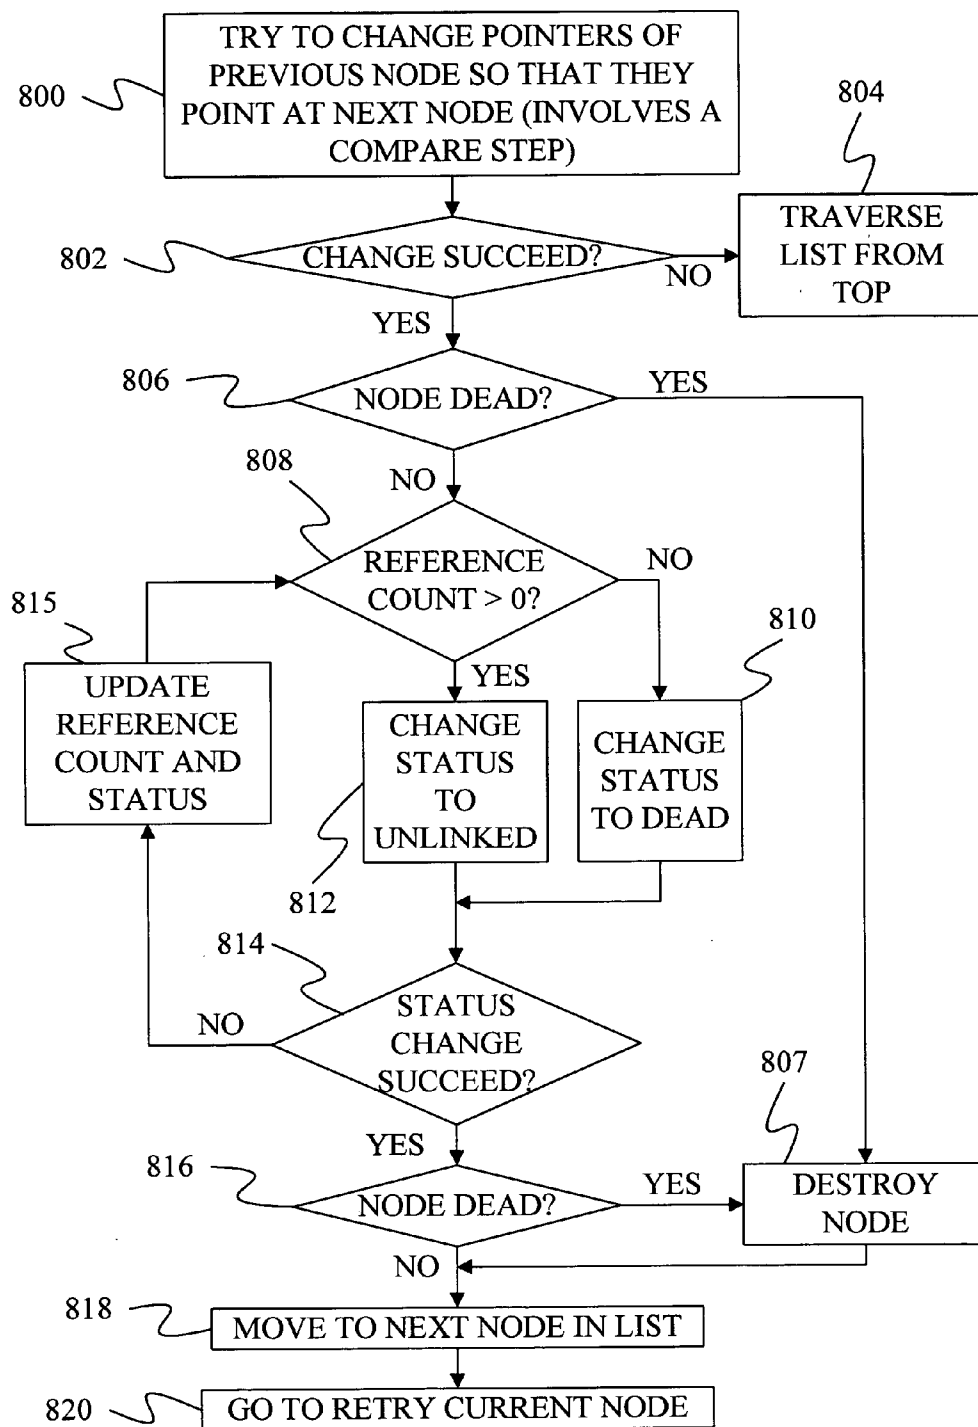 TRY TO CHANGE POINTERS OF
PREVIOUS NODE SO THAT THEY
POINT AT NEXT NODE (INVOLVES A
COMPARE STEP)
800
804
TRAVERSE
LIST FROM
TOP
802
CHANGE SUCCEED?
NO
YES
806
NODE DEAD?
YES
NO
808
REFERENCE
COUNT > 0?
NO
815
UPDATE
REFERENCE
COUNT AND
STATUS
YES
810
CHANGE
STATUS
TO
UNLINKED
CHANGE
STATUS
TO DEAD
812
814
STATUS
CHANGE
SUCCEED?
NO
YES
807
816
NODE DEAD?
YES
DESTROY
NODE
NO
818
MOVE TO NEXT NODE IN LIST
820
GO TO RETRY CURRENT NODE